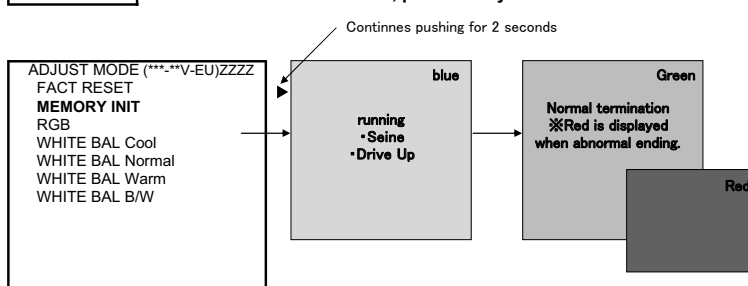 Continnes pushing for 2 seconds
ADJUST MODE (***-**V-EU)ZZZZ
FACT RESET
MEMORY INIT
RGB
WHITE BAL Cool
WHITE BAL Normal
WHITE BAL Warm
WHITE BAL B/W
blue
running
・Seine
・Drive Up
Green
Normal termination
※Red is displayed
when abnormal ending.
Red